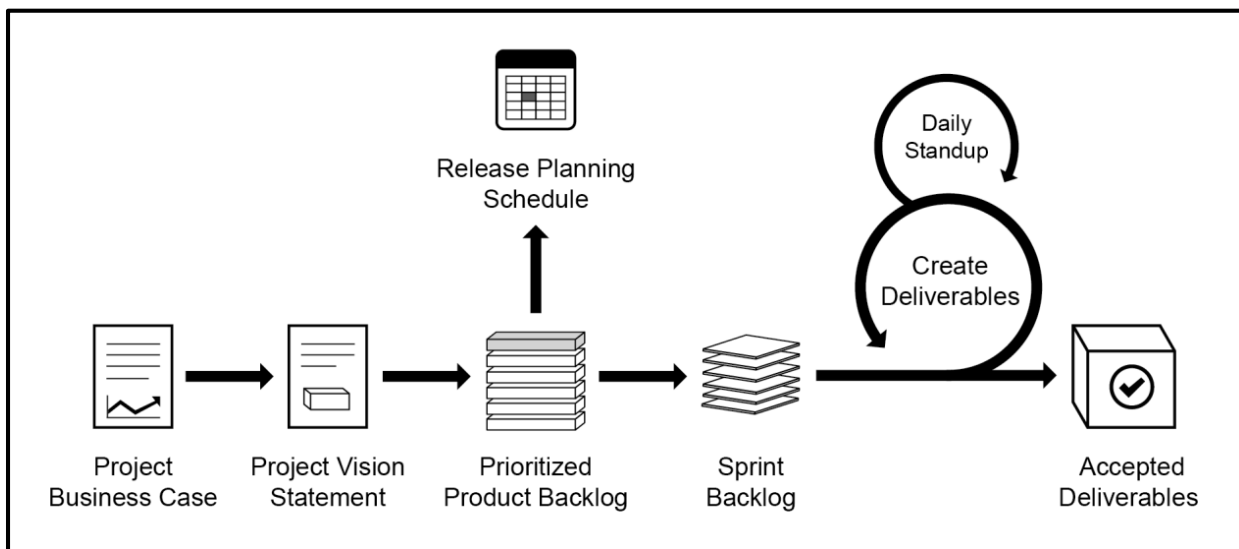 Release Planning
Schedule
Daily
Standup
Create
Deliverables
Project
Business Case
Project Vision
Statement
Prioritized
Product Backlog
Sprint
Backlog
Accepted
Deliverables